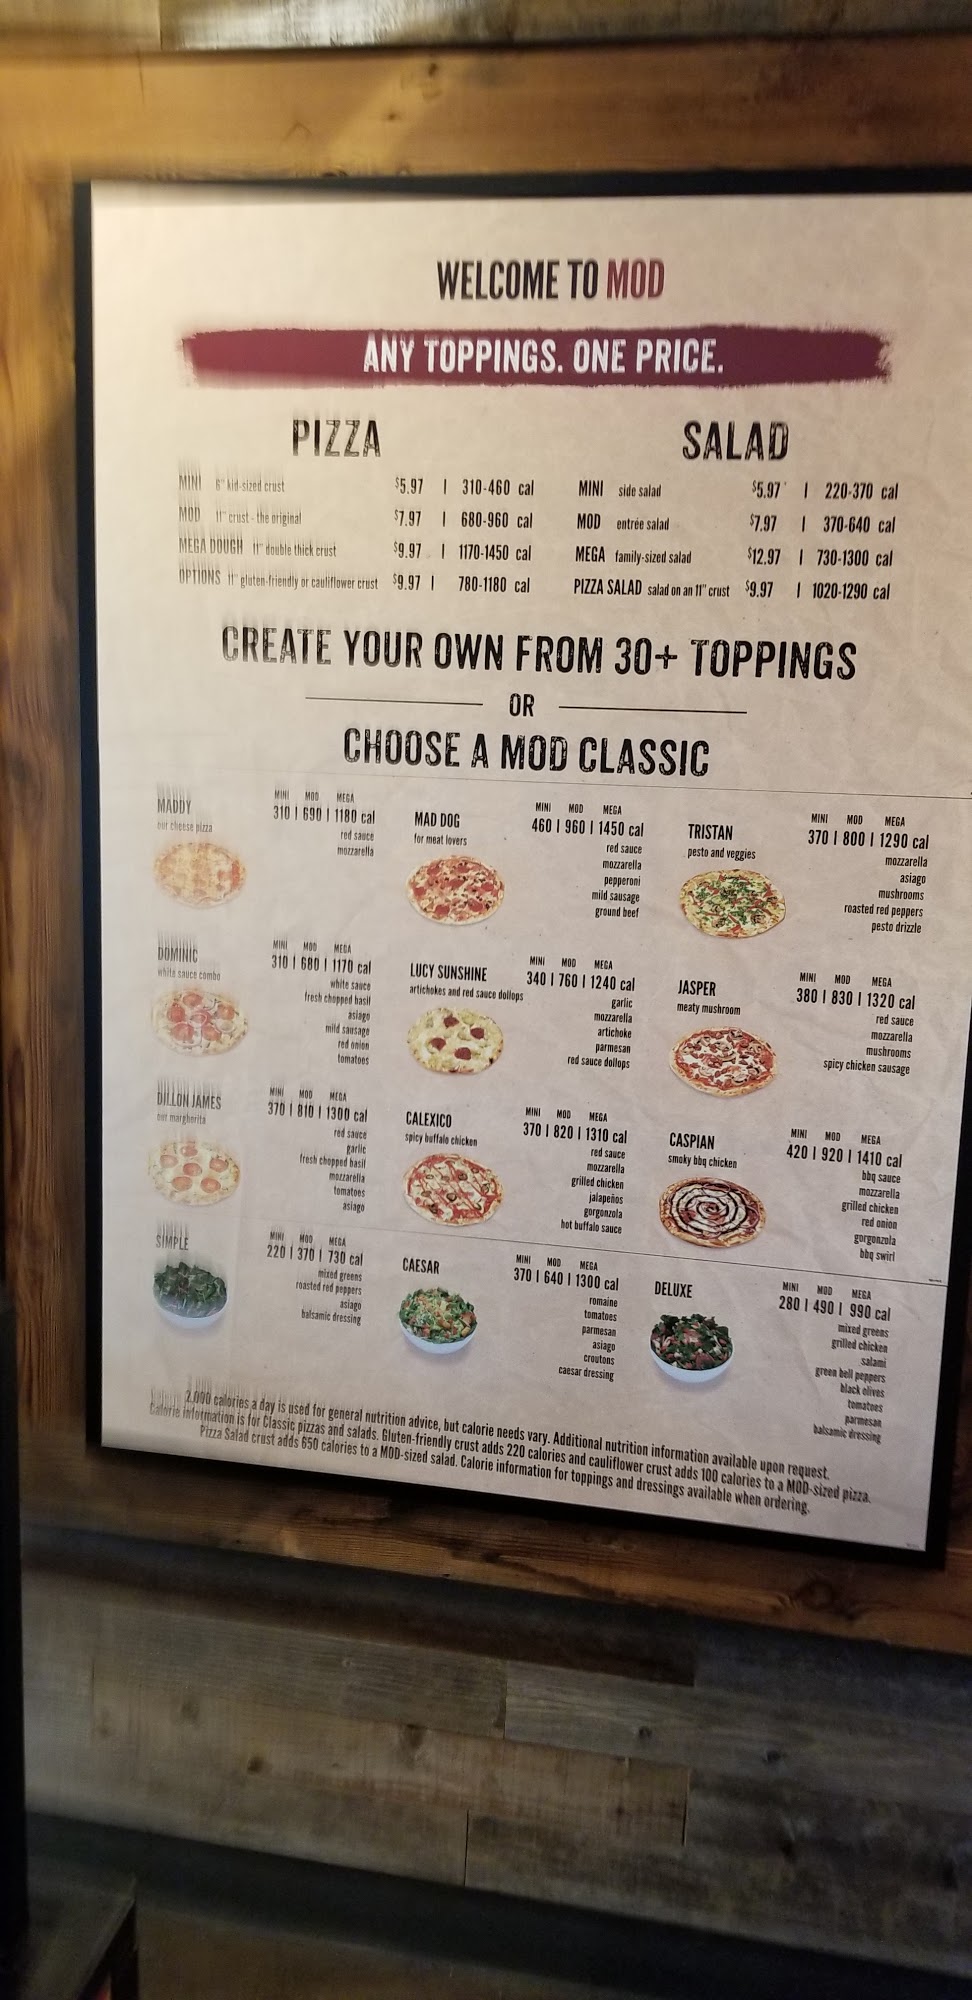 WELCOME TO MOD
ANY TOPPINGS. ONE PRICE.
PIZZA
MINI 6" kid-sized crust $5.97 | 310-460 cal
MOD 11" crust - the original $7.97 | 680-960 cal
MEGA DOUGH 11" double thick crust $9.97 | 1170-1450 cal
OPTIONS 11" gluten-friendly or cauliflower crust $9.97 | 780-1180 cal
SALAD
MINI side salad $5.97 | 220-370 cal
MOD entrée salad $7.97 | 370-640 cal
MEGA family-sized salad $12.97 | 730-1300 cal
PIZZA SALAD salad on an 11" crust $9.97 | 1020-1290 cal
CREATE YOUR OWN FROM 30+ TOPPINGS
OR
CHOOSE A MOD CLASSIC
MADDY
our cheese pizza
MINI MOD MEGA
310 | 690 | 1180 cal
red sauce
mozzarella
MAD DOG
for meat lovers
MINI MOD MEGA
460 | 960 | 1450 cal
red sauce
mozzarella
pepperoni
mild sausage
ground beef
TRISTAN
pesto and veggies
MINI MOD MEGA
370 | 800 | 1290 cal
mozzarella
asiago
mushrooms
roasted red peppers
pesto drizzle
DOMINIC
white sauce combo
MINI MOD MEGA
310 | 680 | 1170 cal
white sauce
fresh chopped basil
asiago
mild sausage
red onion
tomatoes
LUCY SUNSHINE
artichokes and red sauce dollops
MINI MOD MEGA
340 | 760 | 1240 cal
garlic
mozzarella
artichoke
parmesan
red sauce dollops
JASPER
meaty mushroom
MINI MOD MEGA
380 | 830 | 1320 cal
red sauce
mozzarella
mushrooms
spicy chicken sausage
DILLON JAMES
our margherita
MINI MOD MEGA
370 | 810 | 1300 cal
red sauce
garlic
fresh chopped basil
mozzarella
tomatoes
asiago
CALEXICO
spicy buffalo chicken
MINI MOD MEGA
370 | 820 | 1310 cal
red sauce
mozzarella
grilled chicken
jalapeños
gorgonzola
hot buffalo sauce
CASPIAN
smoky bbq chicken
MINI MOD MEGA
420 | 920 | 1410 cal
bbq sauce
mozzarella
grilled chicken
red onion
gorgonzola
bbq swirl
SIMPLE
MINI MOD MEGA
220 | 370 | 730 cal
mixed greens
roasted red peppers
asiago
balsamic dressing
CAESAR
MINI MOD MEGA
370 | 640 | 1300 cal
romaine
tomatoes
parmesan
asiago
croutons
caesar dressing
DELUXE
MINI MOD MEGA
280 | 490 | 990 cal
mixed greens
grilled chicken
salami
green bell peppers
black olives
tomatoes
parmesan
balsamic dressing
2,000 calories a day is used for general nutrition advice, but calorie needs vary. Additional nutrition information available upon request.
Calorie information is for Classic pizzas and salads. Gluten-friendly crust adds 220 calories and cauliflower crust adds 100 calories to a MOD-sized pizza.
Pizza Salad crust adds 650 calories to a MOD-sized salad. Calorie information for toppings and dressings available when ordering.